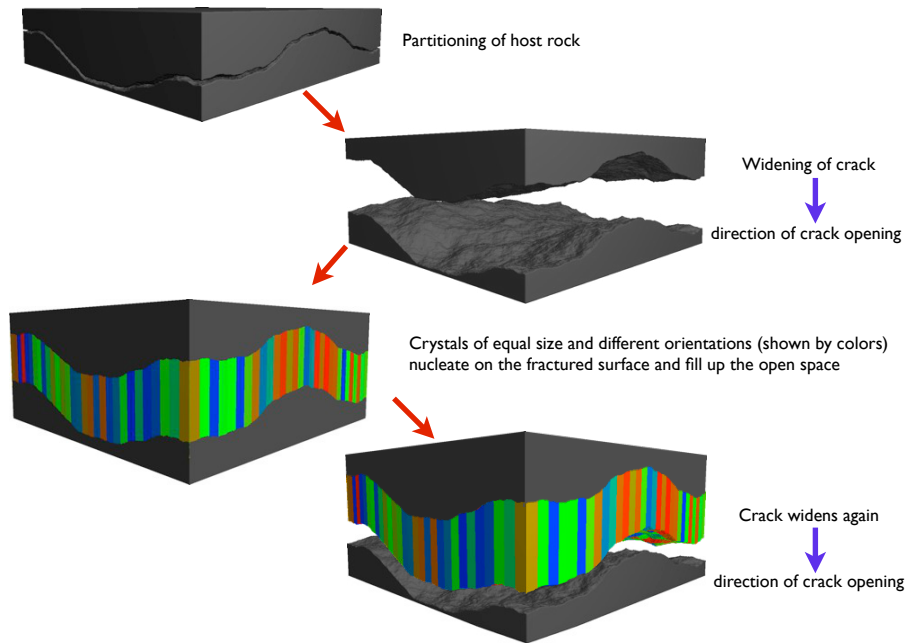 Partitioning of host rock
Widening of crack
direction of crack opening
Crystals of equal size and different orientations (shown by colors)
nucleate on the fractured surface and fill up the open space
Crack widens again
direction of crack opening